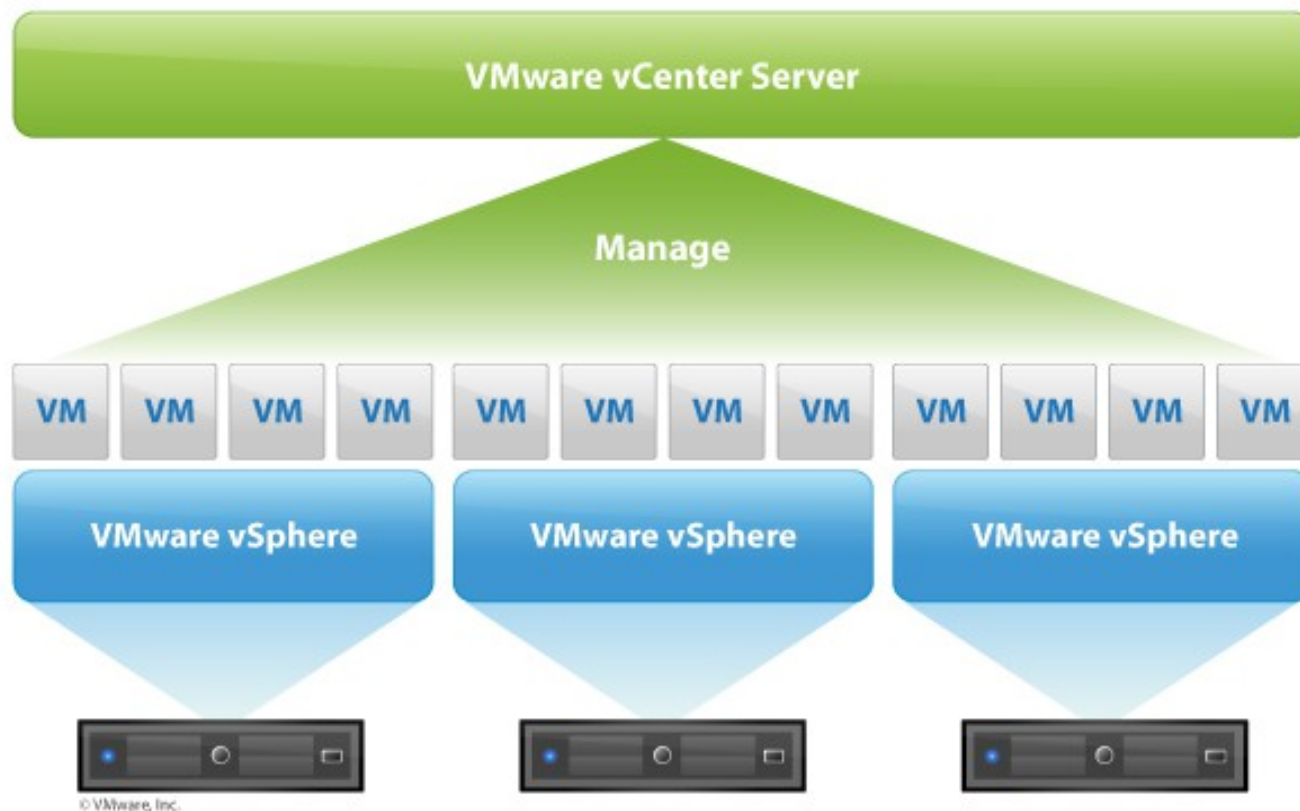 VMware vCenter Server
Manage
VM VM VM VM VM VM VM VM VM VM VM VM
VMware vSphere VMware vSphere VMware vSphere
© VMware, Inc.